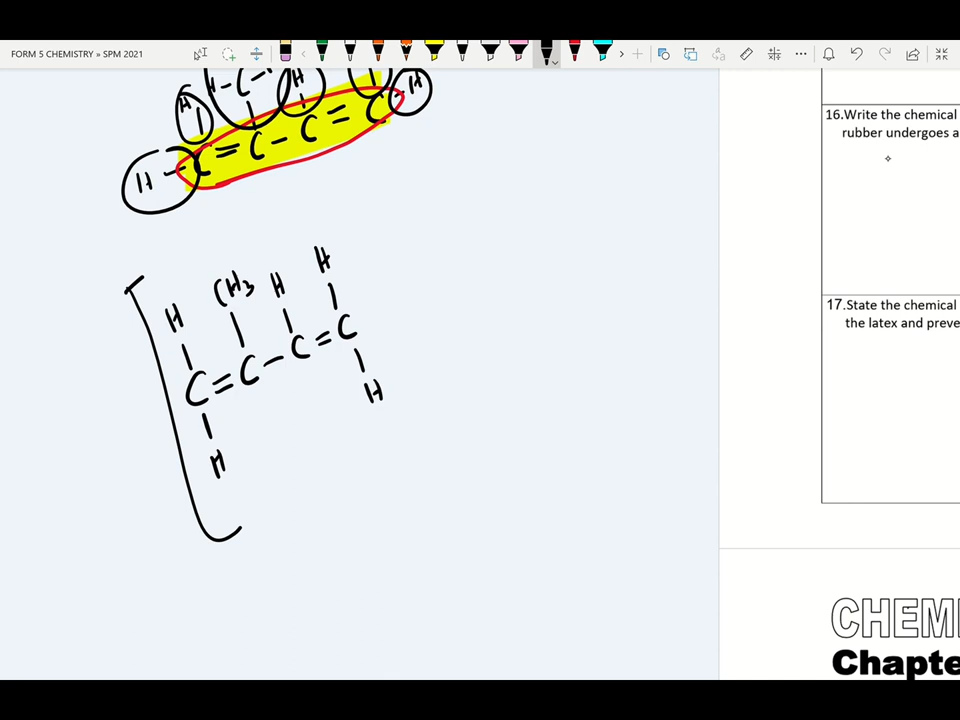 FORM 5 CHEMISTRY » SPM 2021
H - C -
H
H
H
H - C = C - C = C - H
H CH3 H H
C = C - C = C
H H
16.Write the chemical
rubber undergoes a
17.State the chemical
the latex and preve
CHEMI
Chapte